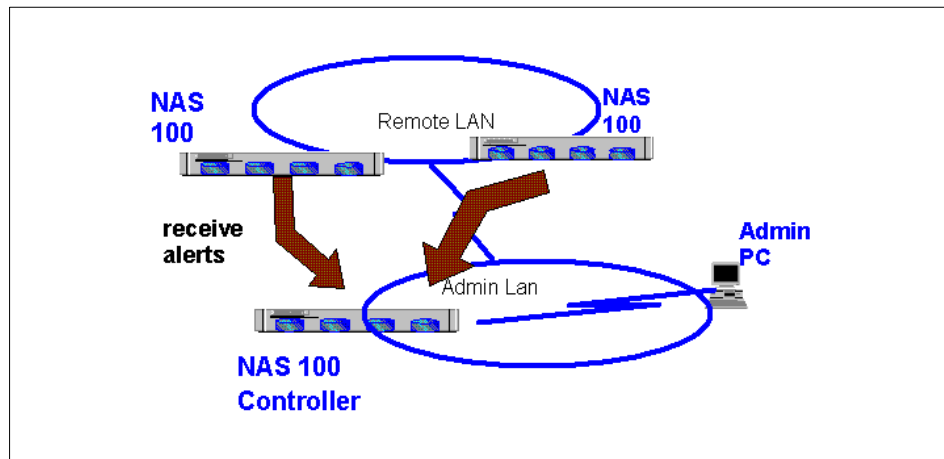 NAS
100
Remote LAN
NAS
100
receive
alerts
Admin
PC
Admin Lan
NAS 100
Controller